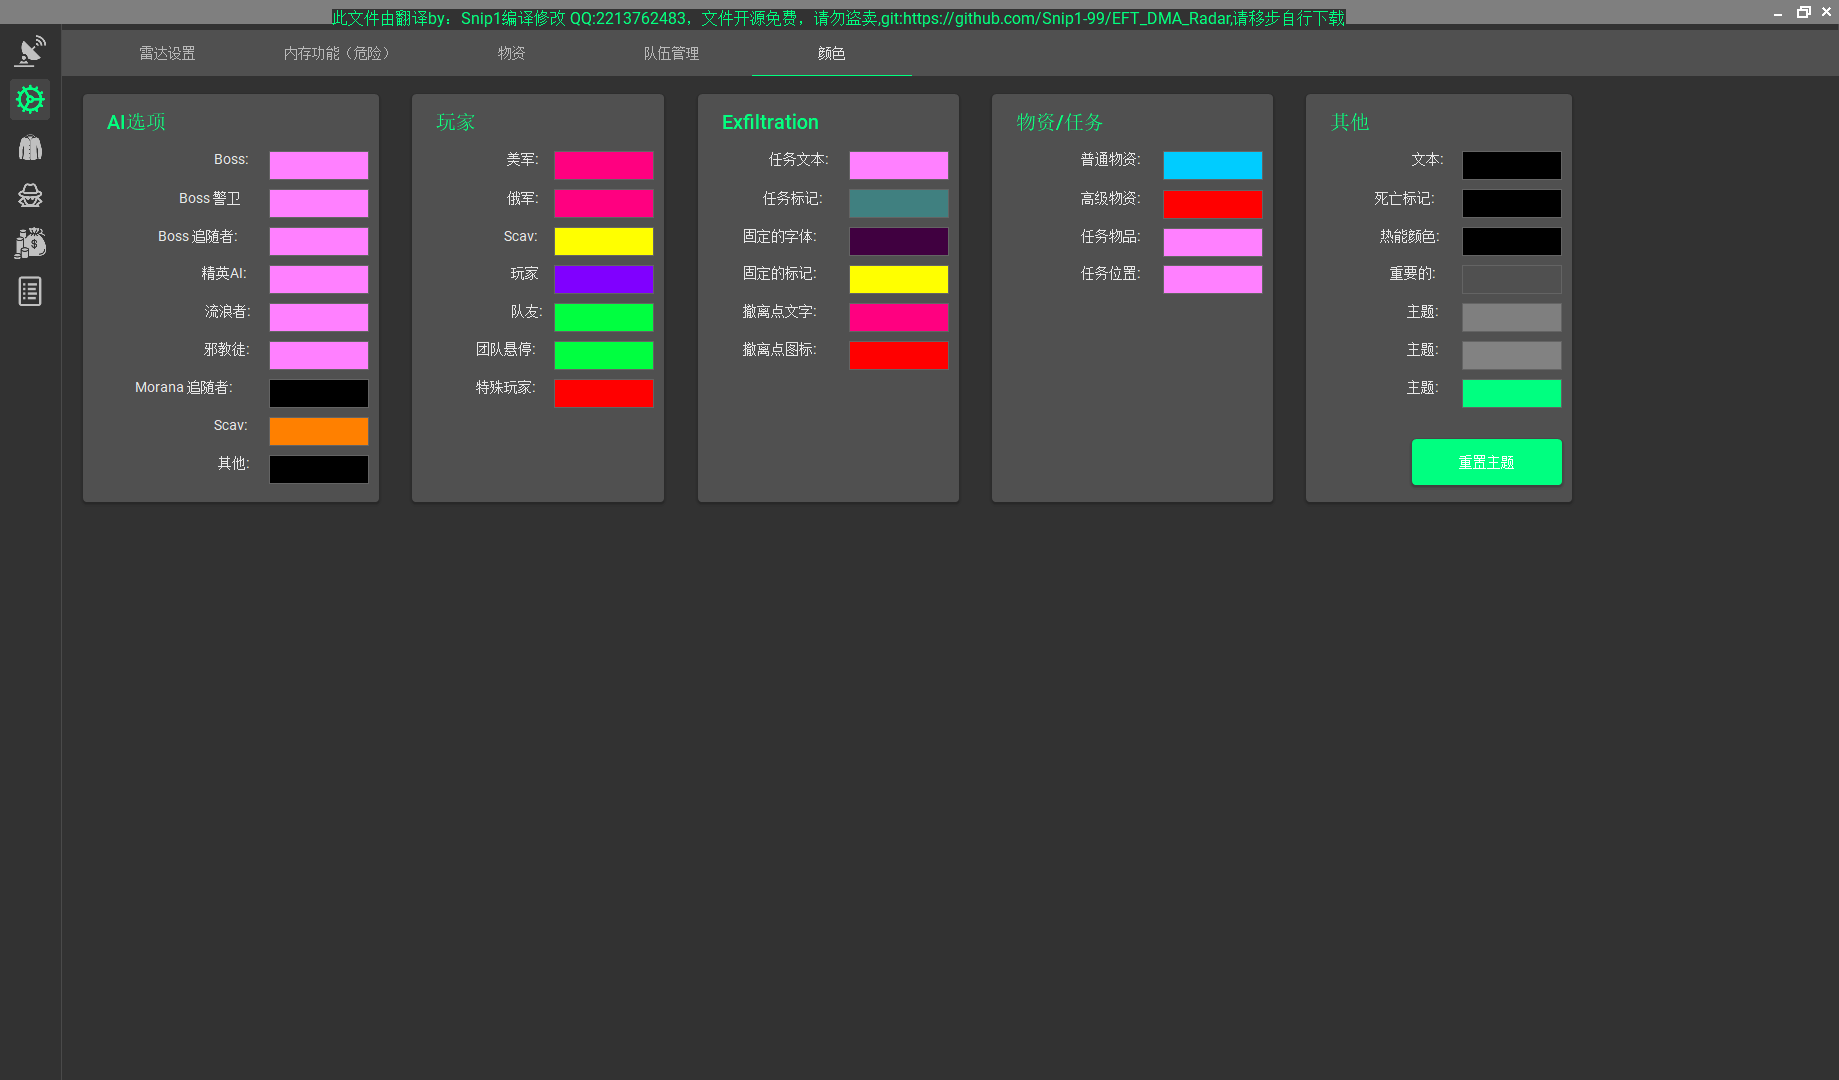 此文件由翻译by：Snip1编译修改 QQ:2213762483，文件开源免费，请勿盗卖,git:https://github.com/Snip1-99/EFT_DMA_Radar,请移步自行下载
雷达设置
内存功能（危险）
物资
队伍管理
颜色
AI选项
Boss:
Boss 警卫
Boss 追随者:
精英AI:
流浪者:
邪教徒:
Morana 追随者:
Scav:
其他:
玩家
美军:
俄军:
Scav:
玩家
队友:
团队悬停:
特殊玩家:
Exfiltration
任务文本:
任务标记:
固定的字体:
固定的标记:
撤离点文字:
撤离点图标:
物资/任务
普通物资:
高级物资:
任务物品:
任务位置:
其他
文本:
死亡标记:
热能颜色:
重要的:
主题:
主题:
主题:
重置主题